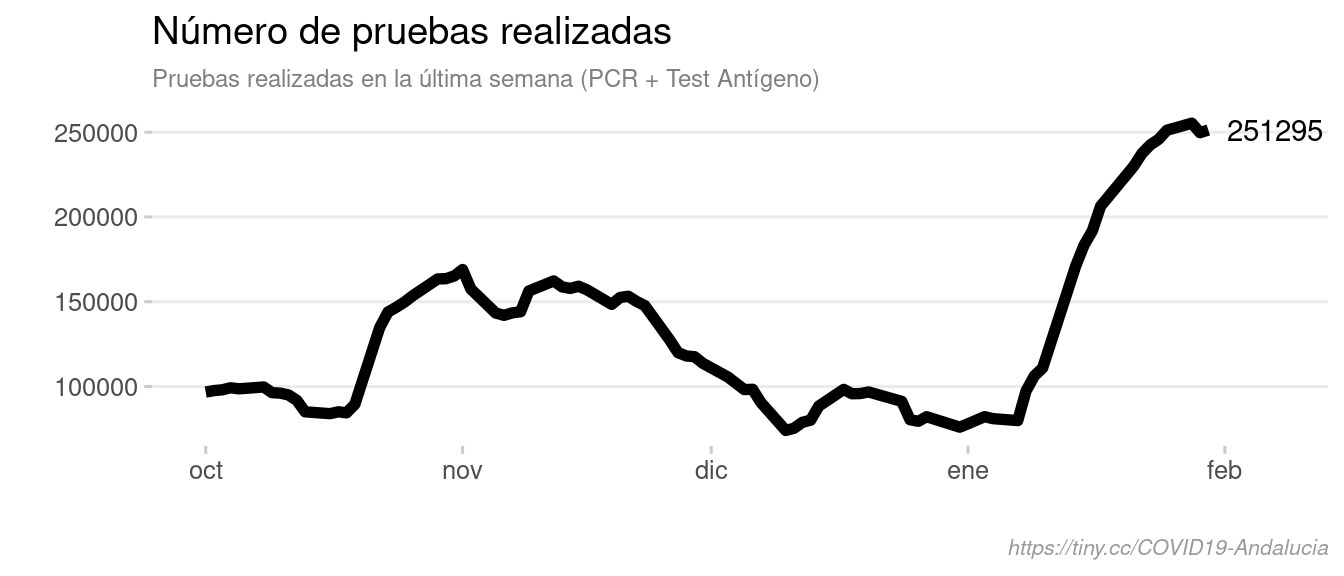 Número de pruebas realizadas
Pruebas realizadas en la última semana (PCR + Test Antígeno)
250000
251295
200000
150000
100000
oct nov dic ene feb
https://tiny.cc/COVID19-Andalucia